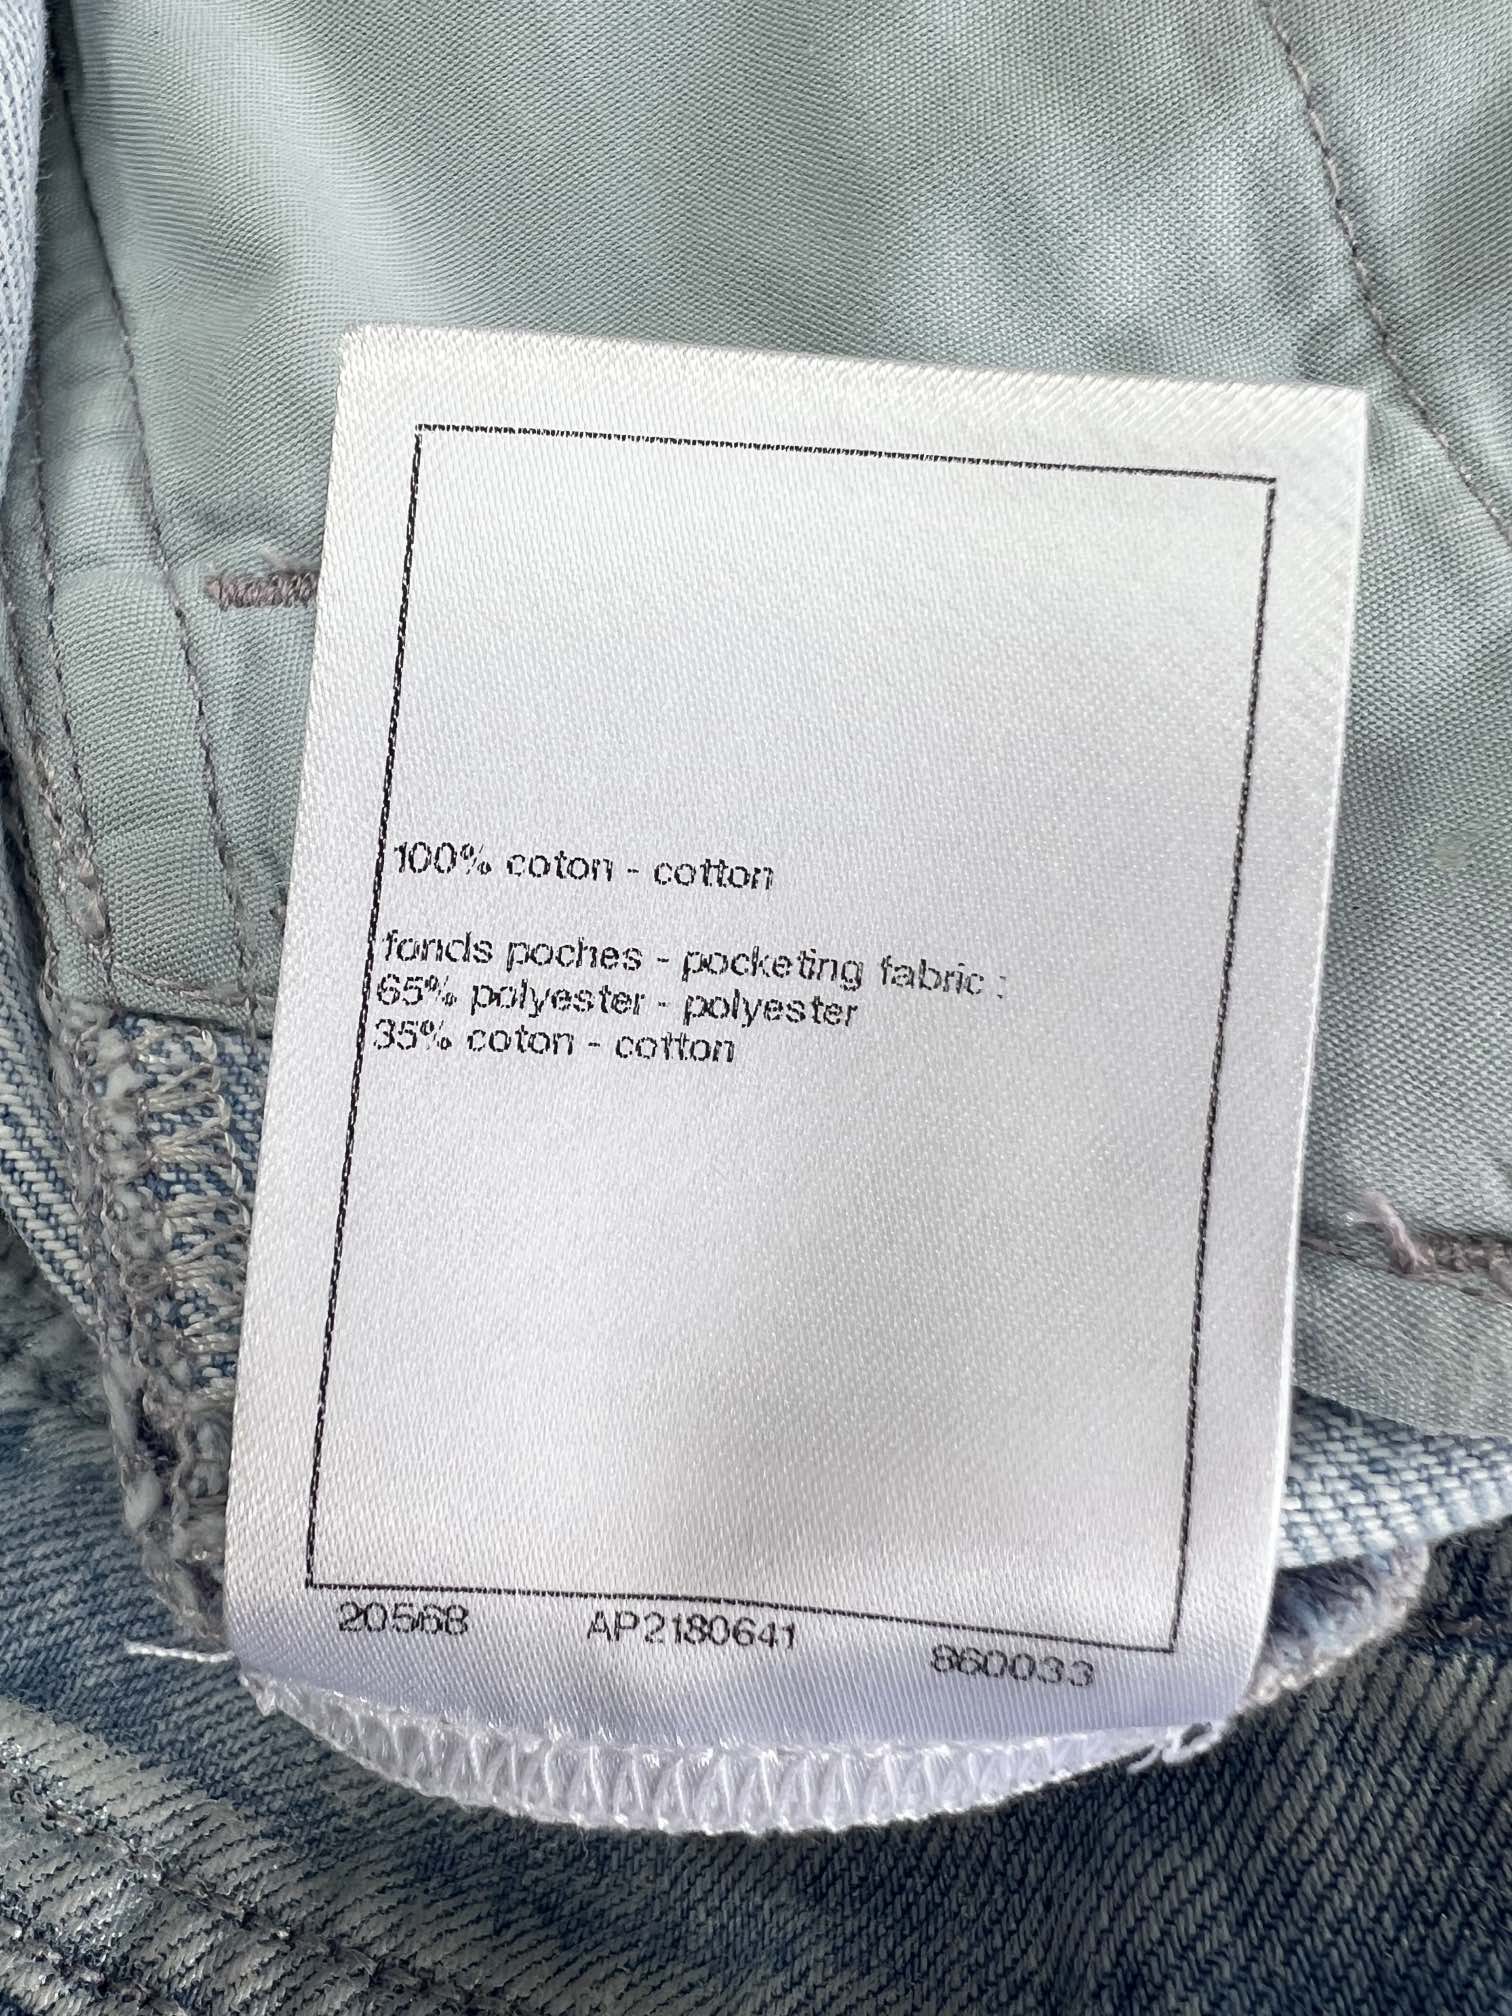 100% coton - cotton
fonds poches - pocketing fabric :
65% polyester - polyester
35% coton - cotton
20568 AP2180641 860033